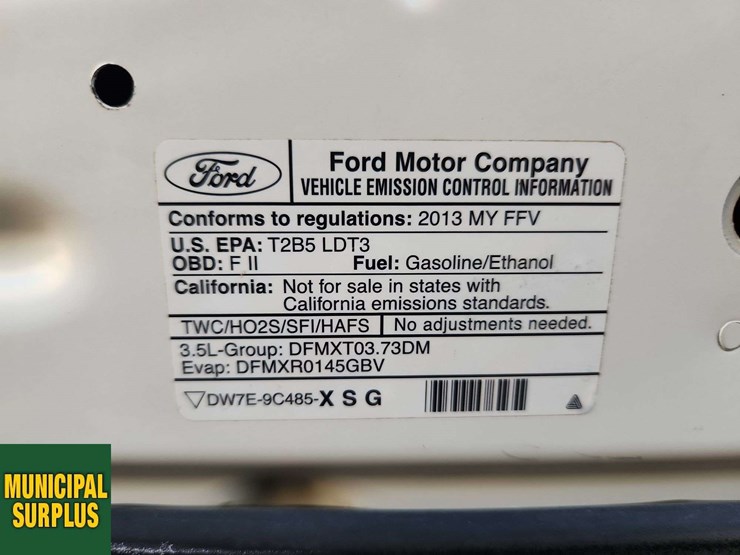 Ford
Ford Motor Company
VEHICLE EMISSION CONTROL INFORMATION
Conforms to regulations: 2013 MY FFV
U.S. EPA: T2B5 LDT3
OBD: F II Fuel: Gasoline/Ethanol
California: Not for sale in states with
California emissions standards.
TWC/HO2S/SFI/HAFS No adjustments needed.
3.5L-Group: DFMXT03.73DM
Evap: DFMXR0145GBV
DW7E-9C485-X S G
MUNICIPAL
SURPLUS